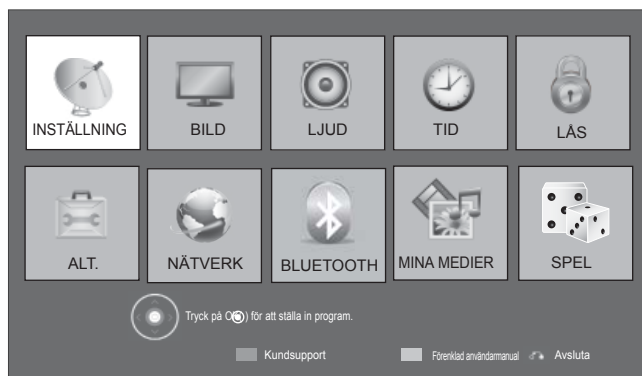 INSTÄLLNING BILD LJUD TID LÅS
ALT. NÄTVERK BLUETOOTH MINA MEDIER SPEL
Tryck på O( ) för att ställa in program.
Kundsupport Förenklad användarmanual Avsluta